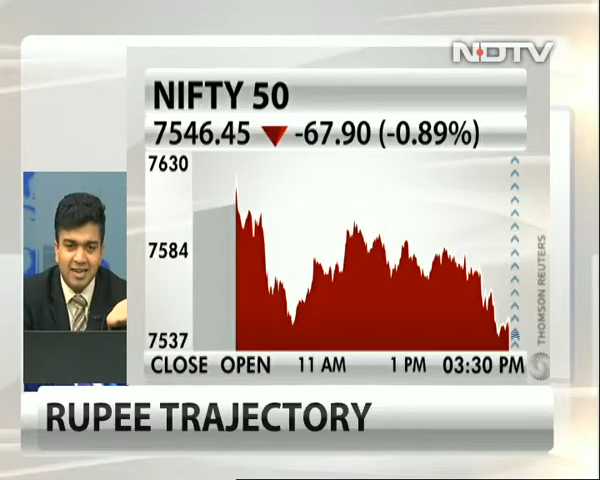 NDTV
NIFTY 50
7546.45 -67.90 (-0.89%)
7630
7584
7537
CLOSE OPEN 11 AM 1 PM 03:30 PM
THOMSON REUTERS
RUPEE TRAJECTORY